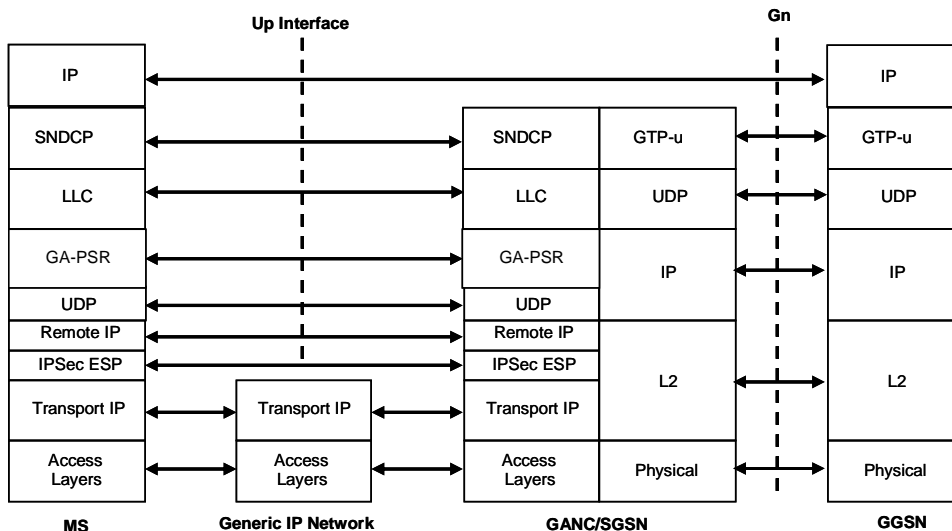 Up Interface
Gn
IP
IP
SNDCP
SNDCP
GTP-u
GTP-u
LLC
LLC
UDP
UDP
GA-PSR
GA-PSR
IP
IP
UDP
UDP
Remote IP
Remote IP
IPSec ESP
IPSec ESP
L2
L2
Transport IP
Transport IP
Transport IP
Access
Layers
Access
Layers
Access
Layers
Physical
Physical
MS
Generic IP Network
GANC/SGSN
GGSN